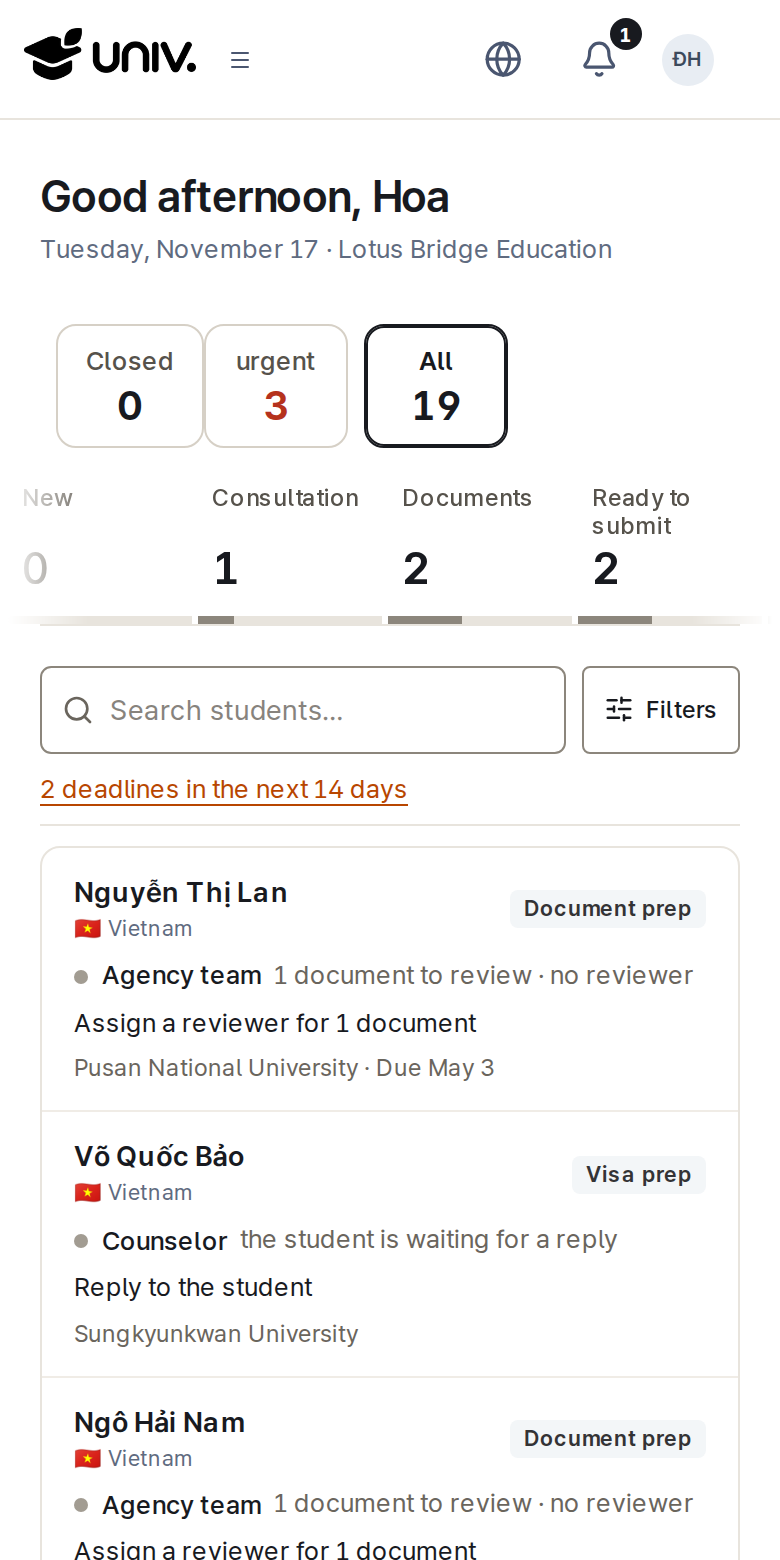 UNIV.
1
ĐH
Good afternoon, Hoa
Tuesday, November 17 · Lotus Bridge Education
Closed
0
urgent
3
All
19
New
0
Consultation
1
Documents
2
Ready to
submit
2
Search students...
Filters
2 deadlines in the next 14 days
Nguyễn Thị Lan
Vietnam
Document prep
Agency team 1 document to review · no reviewer
Assign a reviewer for 1 document
Pusan National University · Due May 3
Võ Quốc Bảo
Vietnam
Visa prep
Counselor the student is waiting for a reply
Reply to the student
Sungkyunkwan University
Ngô Hải Nam
Vietnam
Document prep
Agency team 1 document to review · no reviewer
Assign a reviewer for 1 document